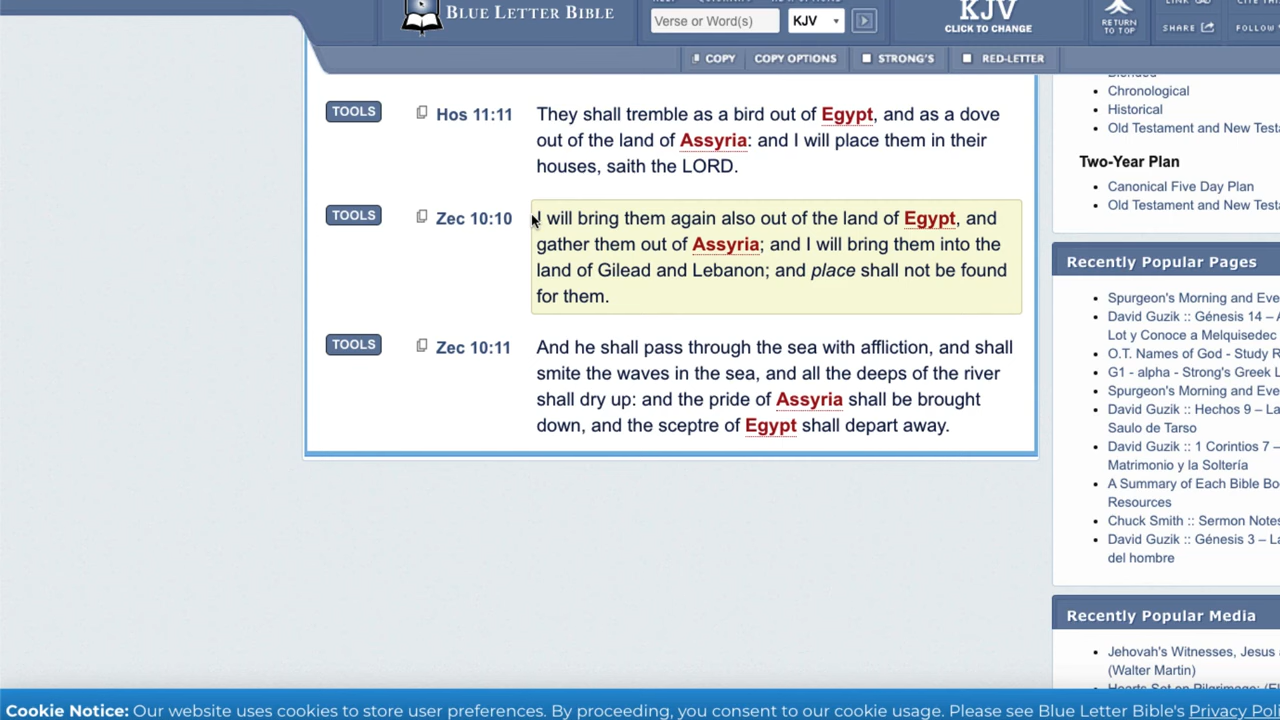 BLUE LETTER BIBLE
Verse or Word(s)
KJV
KJV
CLICK TO CHANGE
RETURN
TO TOP
SHARE
FOLLOW
COPY
COPY OPTIONS
STRONG'S
RED-LETTER
TOOLS
Hos 11:11
They shall tremble as a bird out of Egypt, and as a dove
out of the land of Assyria: and I will place them in their
houses, saith the LORD.
TOOLS
Zec 10:10
I will bring them again also out of the land of Egypt, and
gather them out of Assyria; and I will bring them into the
land of Gilead and Lebanon; and place shall not be found
for them.
TOOLS
Zec 10:11
And he shall pass through the sea with affliction, and shall
smite the waves in the sea, and all the deeps of the river
shall dry up: and the pride of Assyria shall be brought
down, and the sceptre of Egypt shall depart away.
Chronological
Historical
Old Testament and New Testa
Two-Year Plan
Canonical Five Day Plan
Old Testament and New Testa
Recently Popular Pages
Spurgeon's Morning and Eve
David Guzik :: Génesis 14 – A
Lot y Conoce a Melquisedec
O.T. Names of God - Study R
G1 - alpha - Strong's Greek L
Spurgeon's Morning and Eve
David Guzik :: Hechos 9 – La
Saulo de Tarso
David Guzik :: 1 Corintios 7 –
Matrimonio y la Soltería
A Summary of Each Bible Bo
Resources
Chuck Smith :: Sermon Notes
David Guzik :: Génesis 3 – La
del hombre
Recently Popular Media
Jehovah's Witnesses, Jesus
(Walter Martin)
Cookie Notice: Our website uses cookies to store user preferences. By proceeding, you consent to our cookie usage. Please see Blue Letter Bible's Privacy Pol